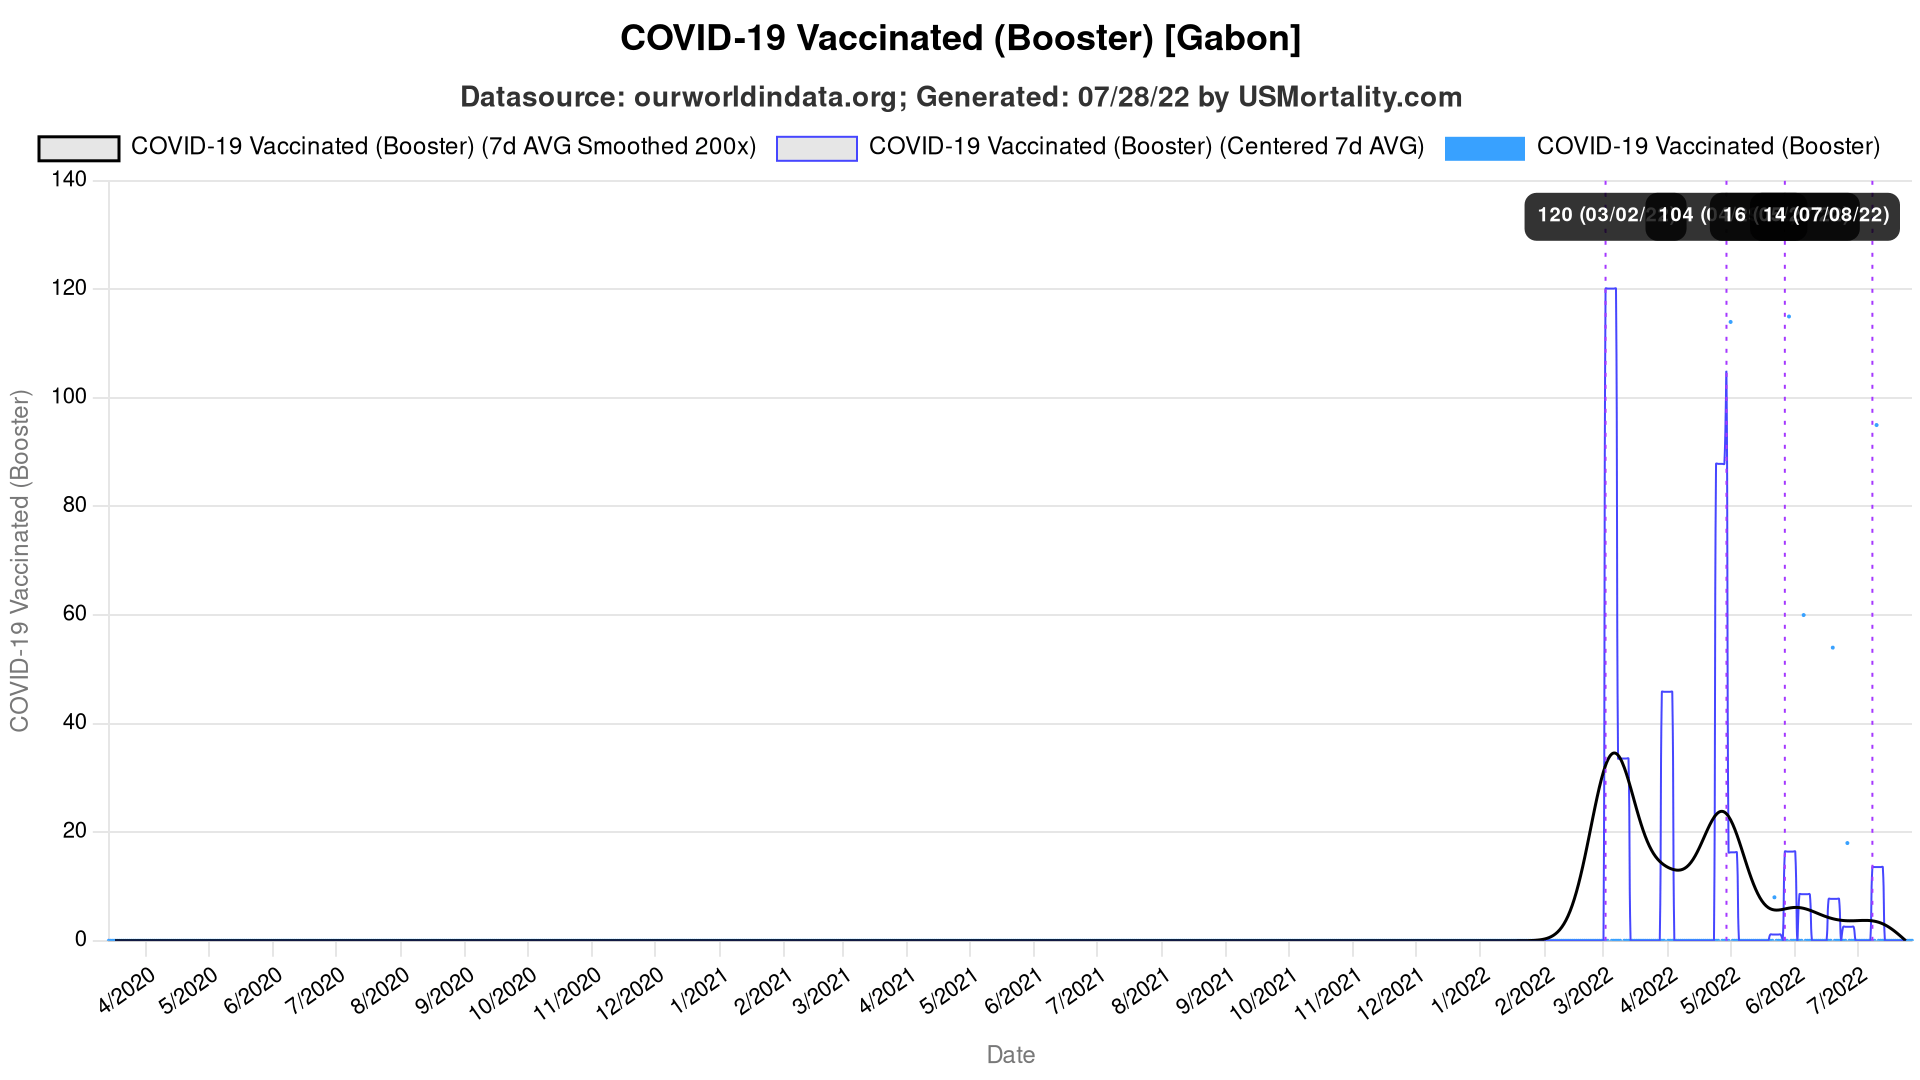 COVID-19 Vaccinated (Booster) [Gabon]
Datasource: ourworldindata.org; Generated: 07/28/22 by USMortality.com
COVID-19 Vaccinated (Booster) (7d AVG Smoothed 200x) COVID-19 Vaccinated (Booster) (Centered 7d AVG) COVID-19 Vaccinated (Booster)
140
120 (03/02/ 104 ( 16 14 (07/08/22)
120
100
80
60
40
20
0
COVID-19 Vaccinated (Booster)
4/2020 5/2020 6/2020 7/2020 8/2020 9/2020 10/2020 11/2020 12/2020 1/2021 2/2021 3/2021 4/2021 5/2021 6/2021 7/2021 8/2021 9/2021 10/2021 11/2021 12/2021 1/2022 2/2022 3/2022 4/2022 5/2022 6/2022 7/2022
Date